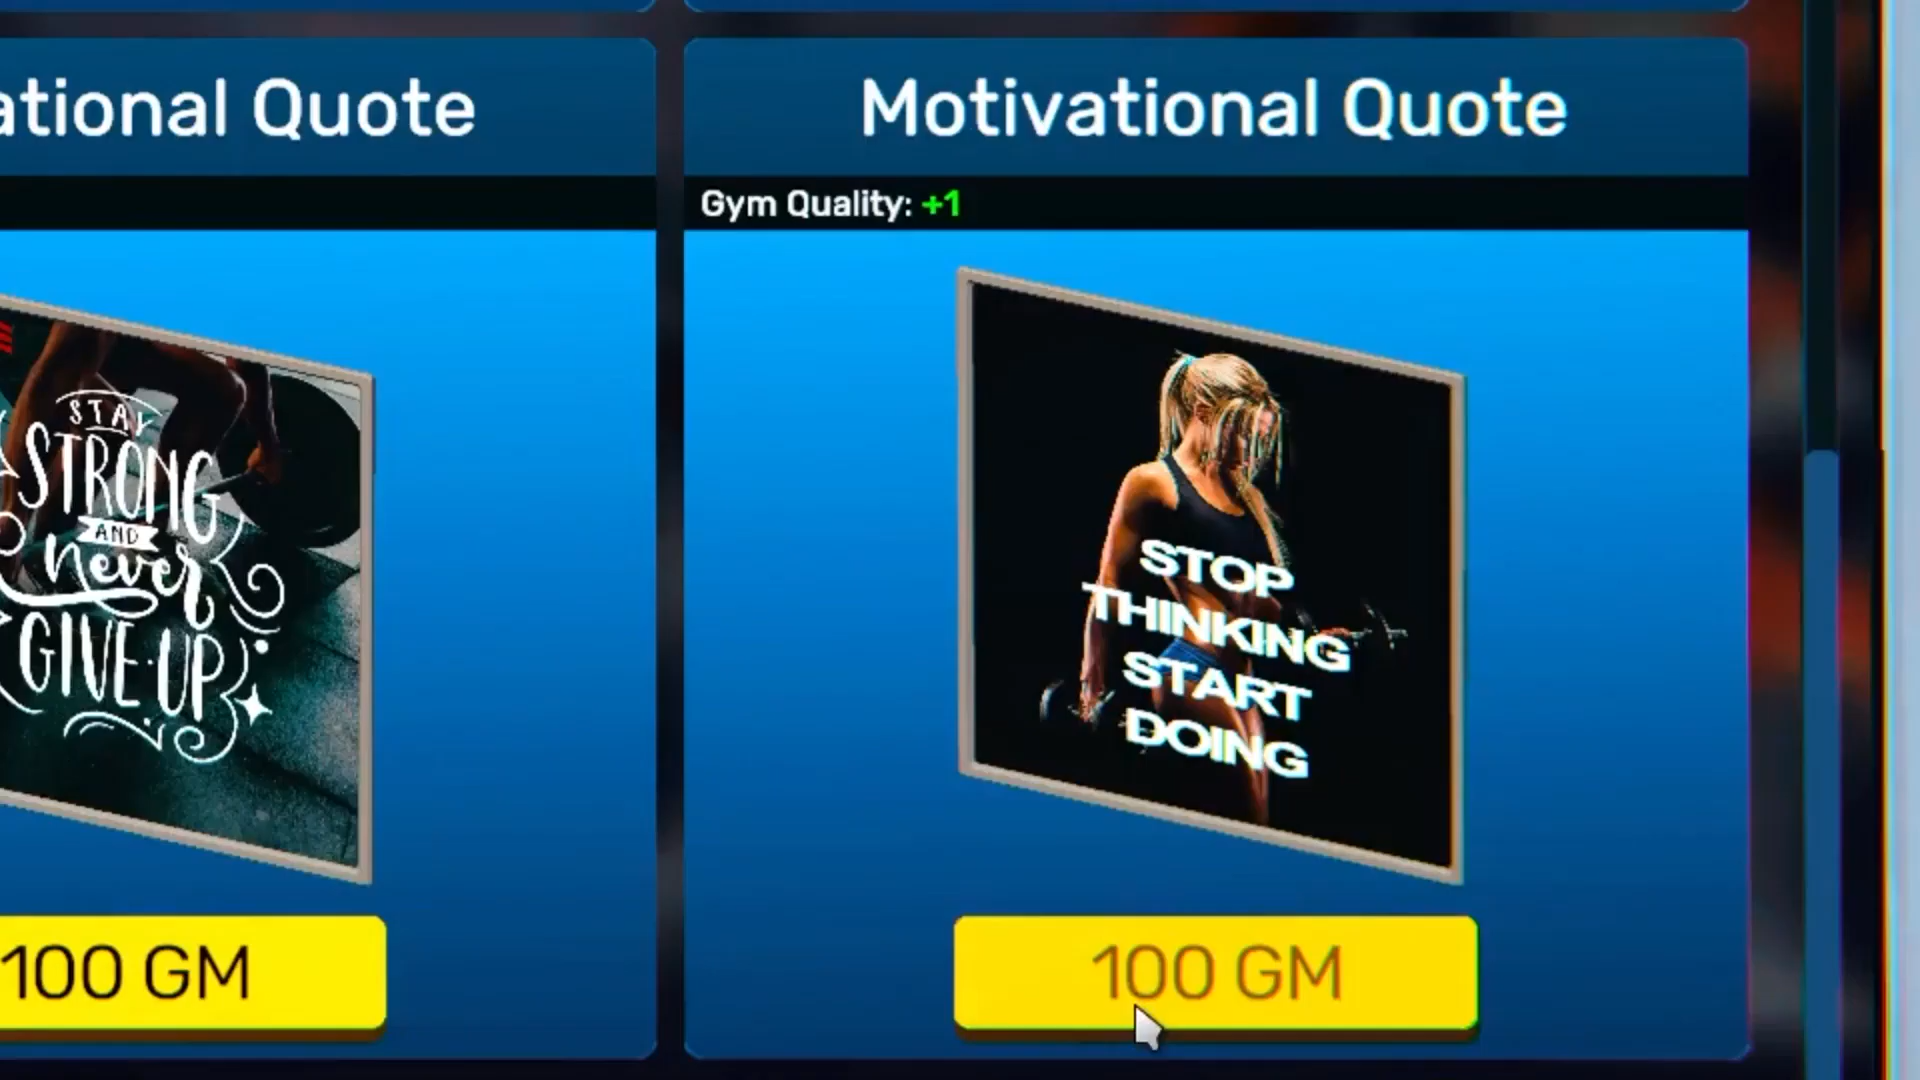 ational Quote
Motivational Quote
Gym Quality: +1
STAY
STRONG
AND
never
GIVE·UP
STOP
THINKING
START
DOING
100 GM
100 GM